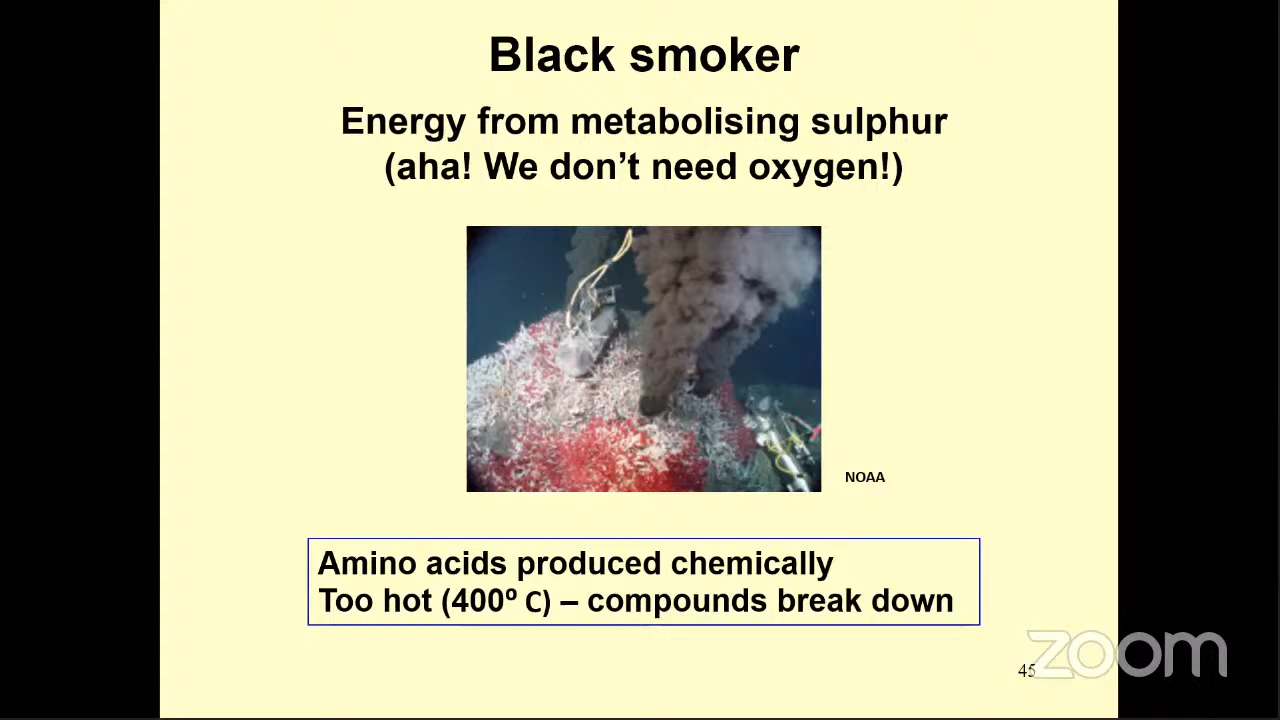 Black smoker
Energy from metabolising sulphur
(aha! We don’t need oxygen!)
NOAA
Amino acids produced chemically
Too hot (400º C) – compounds break down
45
zoom